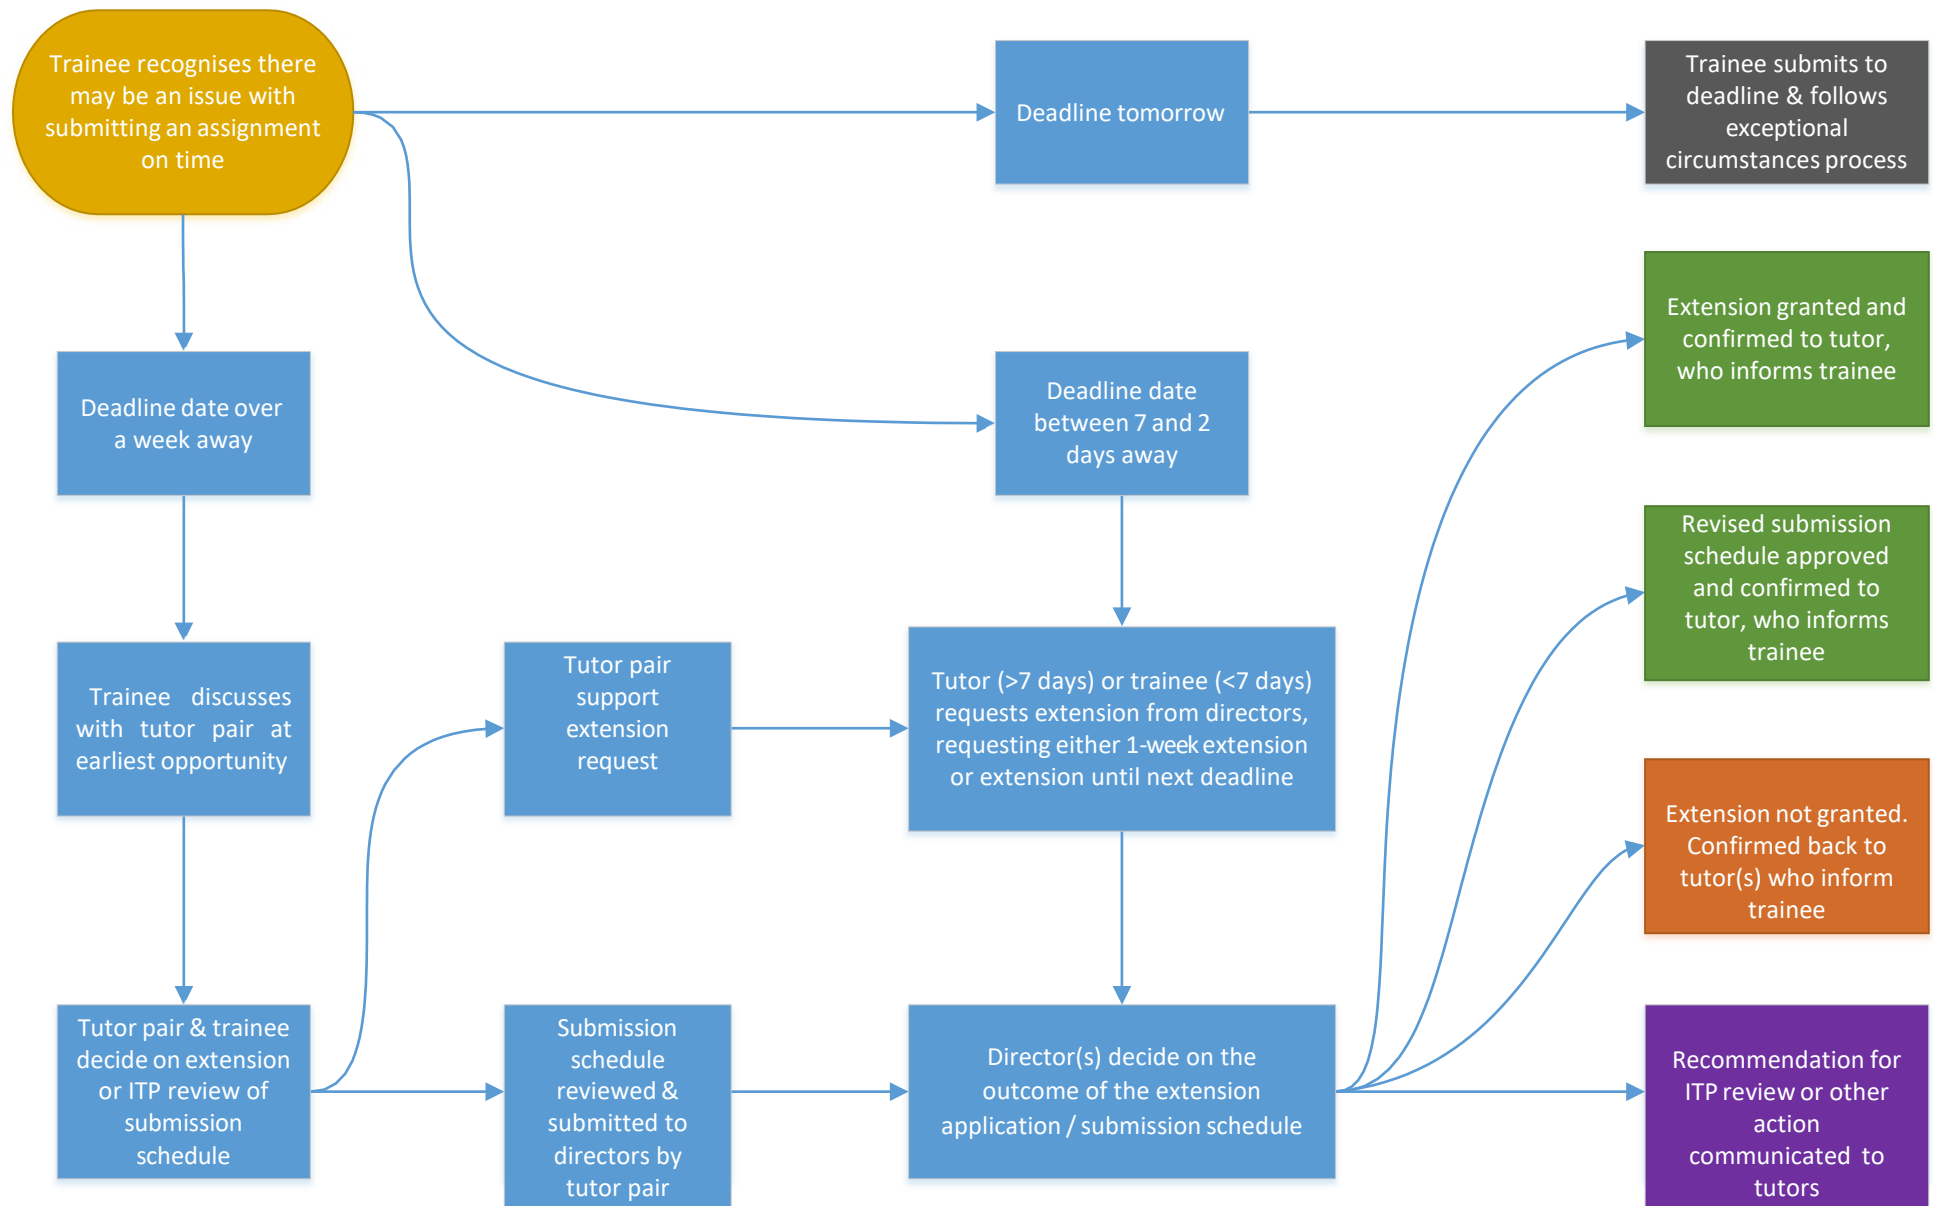 Trainee recognises there
may be an issue with
submitting an assignment
on time
Deadline tomorrow
Trainee submits to
deadline & follows
exceptional
circumstances process
Extension granted and
confirmed to tutor,
who informs trainee
Deadline date over
a week away
Deadline date
between 7 and 2
days away
Revised submission
schedule approved
and confirmed to
tutor, who informs
trainee
Trainee discusses
with tutor pair at
earliest opportunity
Tutor pair
support
extension
request
Tutor (>7 days) or trainee (<7 days)
requests extension from directors,
requesting either 1-week extension
or extension until next deadline
Extension not granted.
Confirmed back to
tutor(s) who inform
trainee
Tutor pair & trainee
decide on extension
or ITP review of
submission
schedule
Submission
schedule
reviewed &
submitted to
directors by
tutor pair
Director(s) decide on the
outcome of the extension
application / submission schedule
Recommendation for
ITP review or other
action
communicated to
tutors